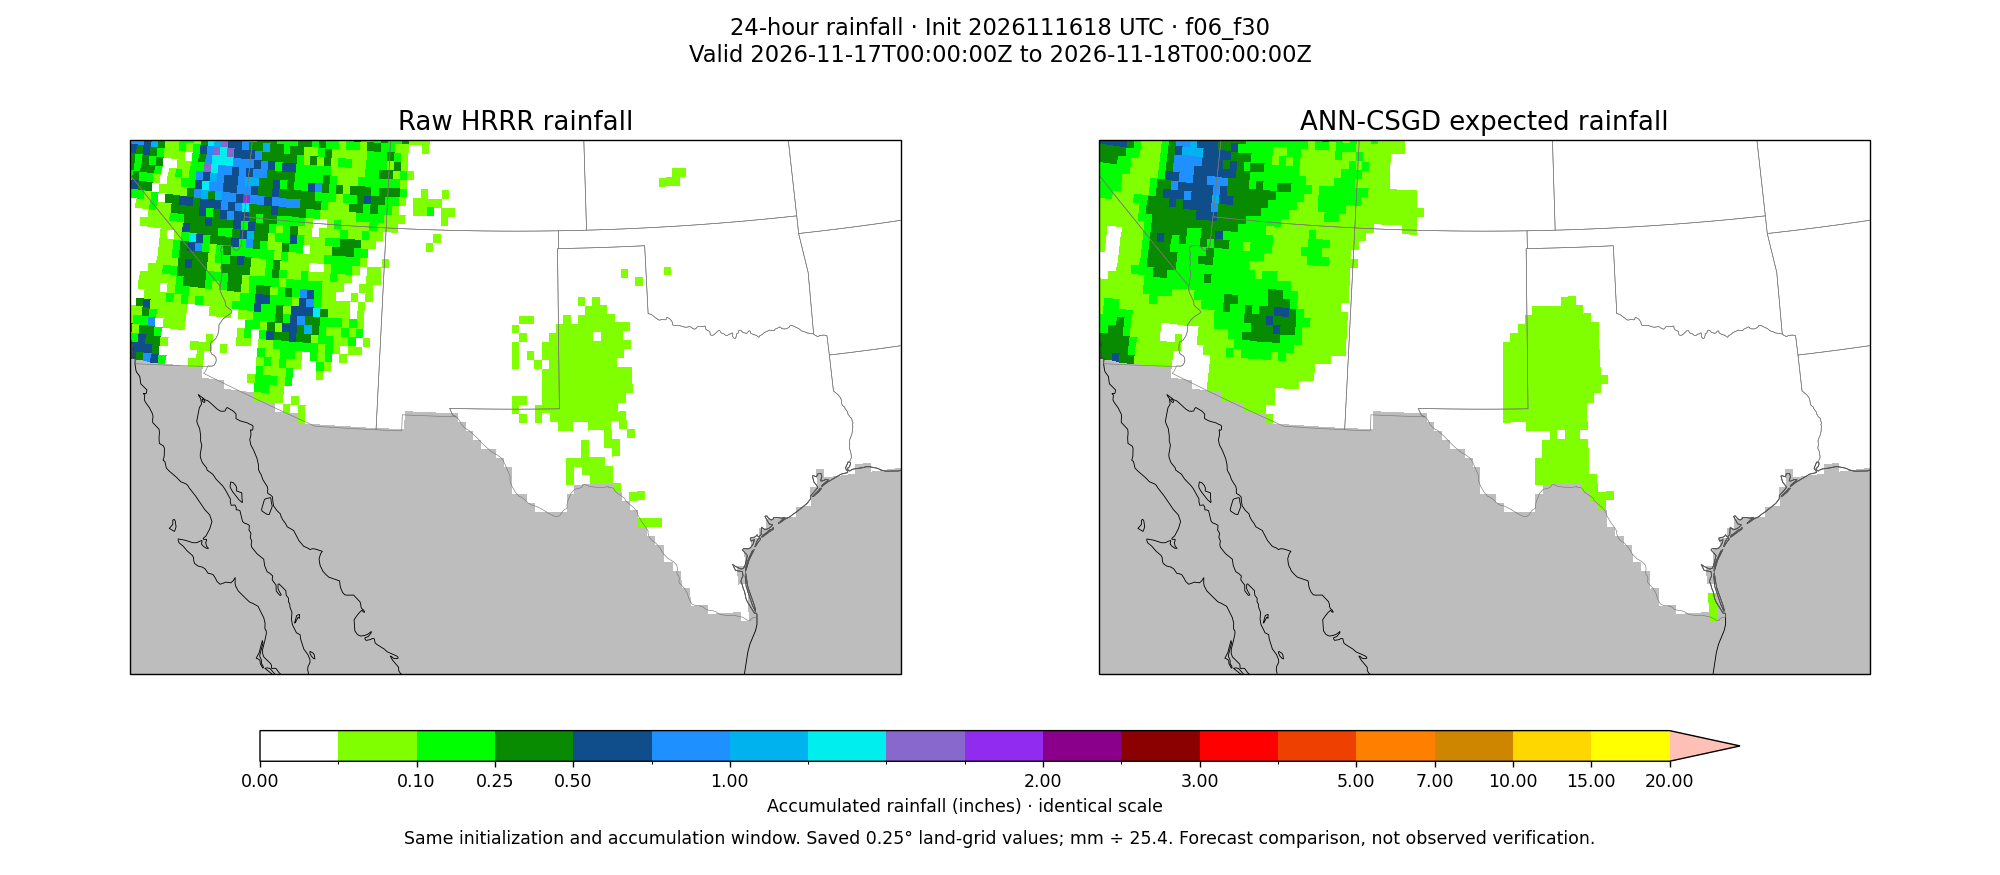 24-hour rainfall · Init 2026111618 UTC · f06_f30
Valid 2026-11-17T00:00:00Z to 2026-11-18T00:00:00Z
Raw HRRR rainfall
ANN-CSGD expected rainfall
0.00 0.10 0.25 0.50 1.00 2.00 3.00 5.00 7.00 10.00 15.00 20.00
Accumulated rainfall (inches) · identical scale
Same initialization and accumulation window. Saved 0.25° land-grid values; mm ÷ 25.4. Forecast comparison, not observed verification.